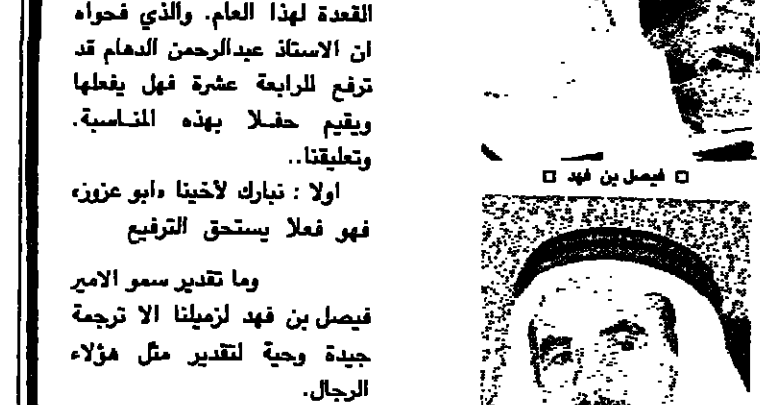 القعدة لهذا العام. والذي فحواه
ان الاستاذ عبدالرحمن الدهام قد
ترفع للرابعة عشرة فهل يفعلها
ويقيم حفلا بهذه المناسبة.
وتعليقنا..
اولا : نبارك لأخينا «ابو عزوز»
فهو فعلا يستحق الترفيع
وما تقدير سمو الامير
فيصل بن فهد لزميلنا الا ترجمة
جيدة وحية لتقدير مثل هؤلاء
الرجال.
□ فيصل بن فهد □